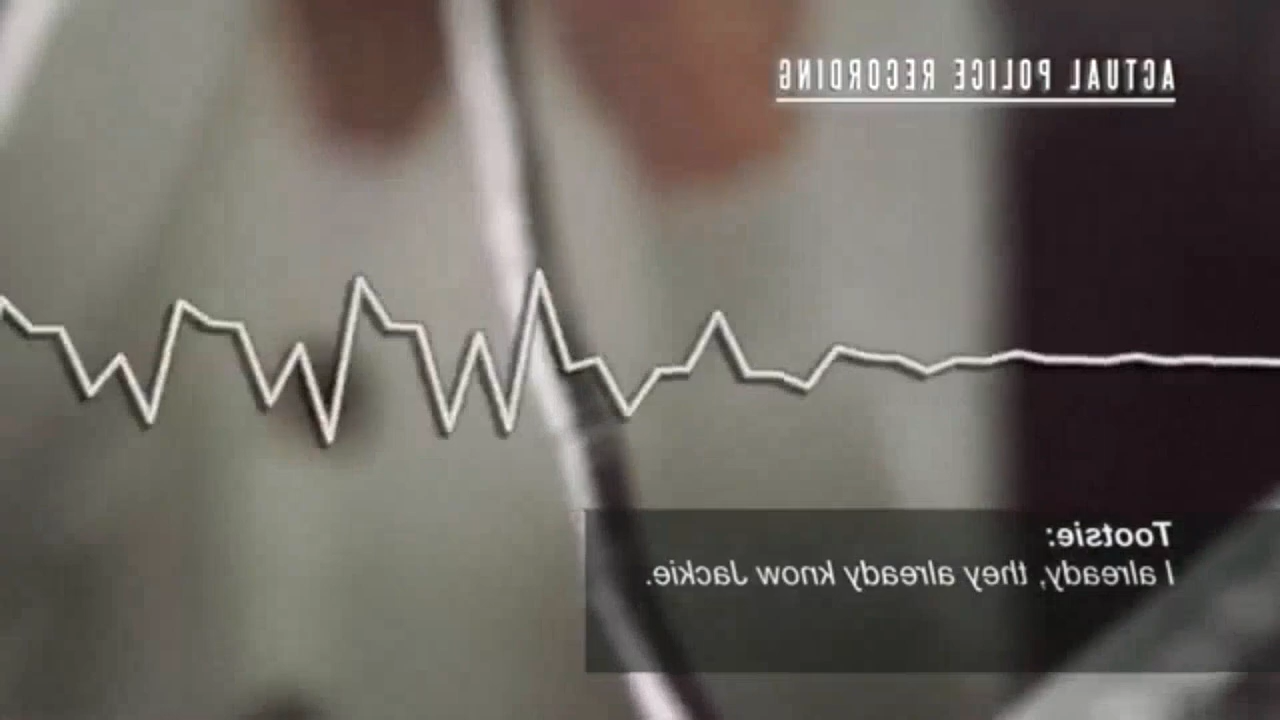 ACTUAL POLICE RECORDING
Tootsie:
I already, they already know Jackie.